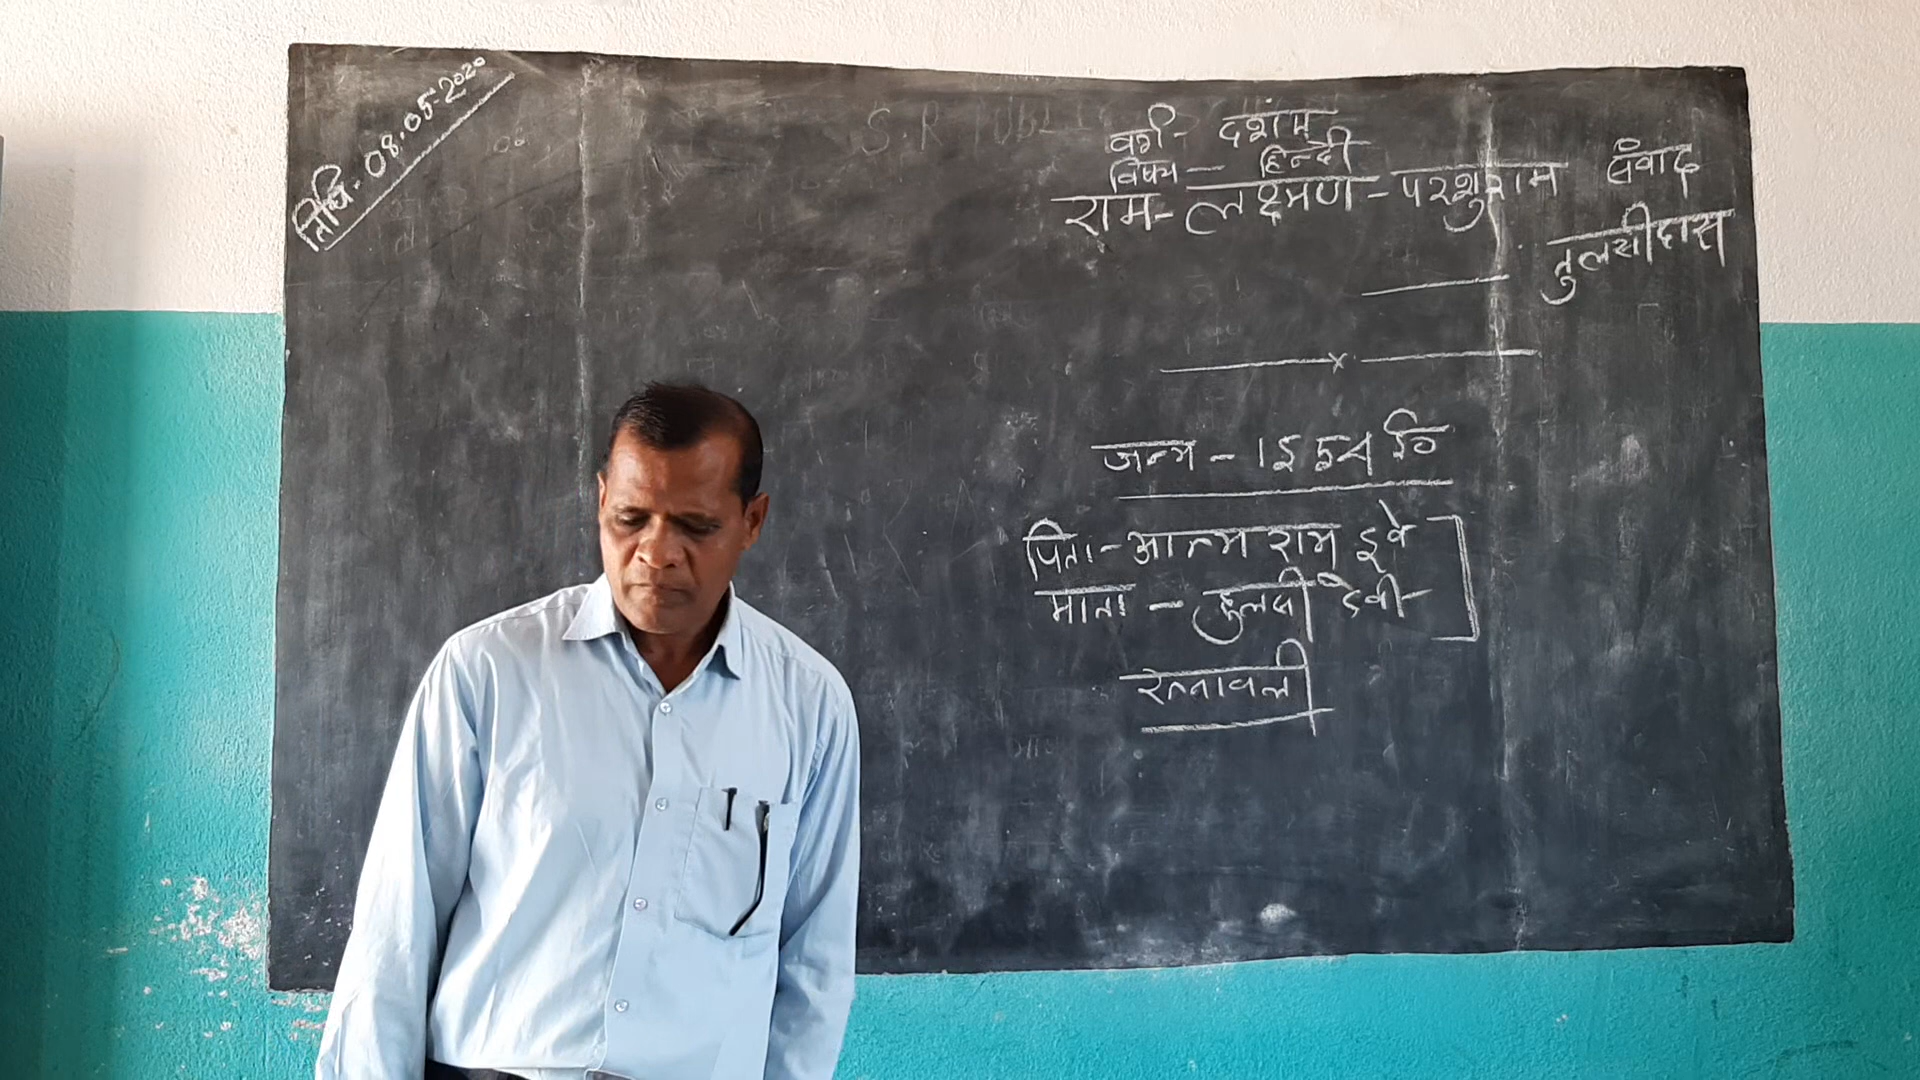 तिथि-08.05-2020
वर्ग- दशम
विषय- हिन्दी
राम-लक्ष्मण-परशुराम संवाद
तुलसीदास
जन्म-1554 वि
पिता-आत्म राम दुबे
माता - हुलसी देवी
रत्नावली